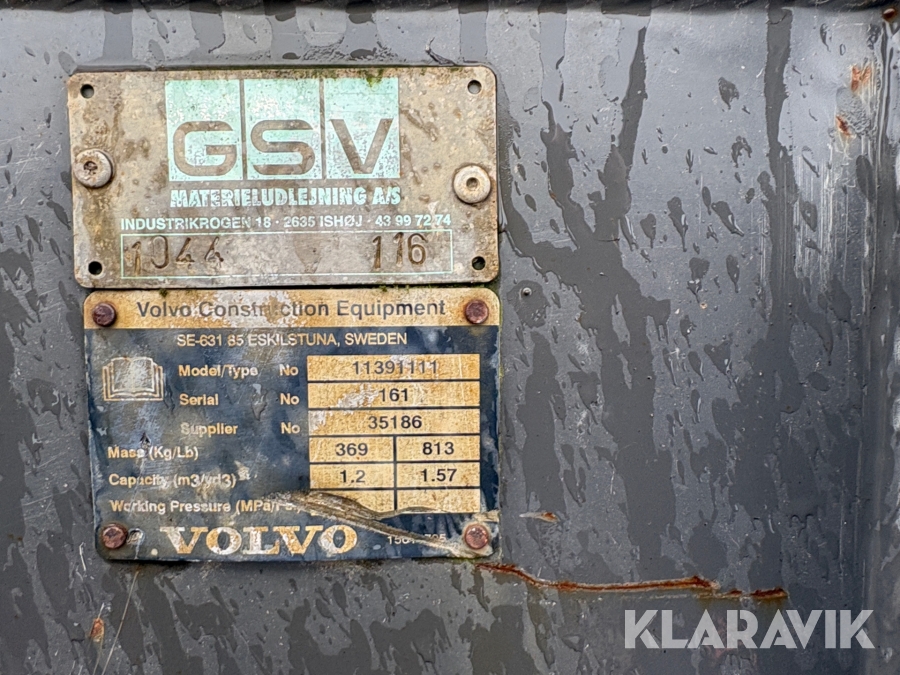 GSV
MATERIELUDLEJNING A/S
INDUSTRIKROGEN 18 · 2635 ISHØJ · 43 99 72 74
1944 116
Volvo Construction Equipment
SE-631 85 ESKILSTUNA, SWEDEN
Model/Type No 11391111
Serial No 161
Supplier No 35186
Mass (Kg/Lb) 369 813
Capacity (m3/yd3) 1.2 1.57
Working Pressure
VOLVO
KLARAVIK